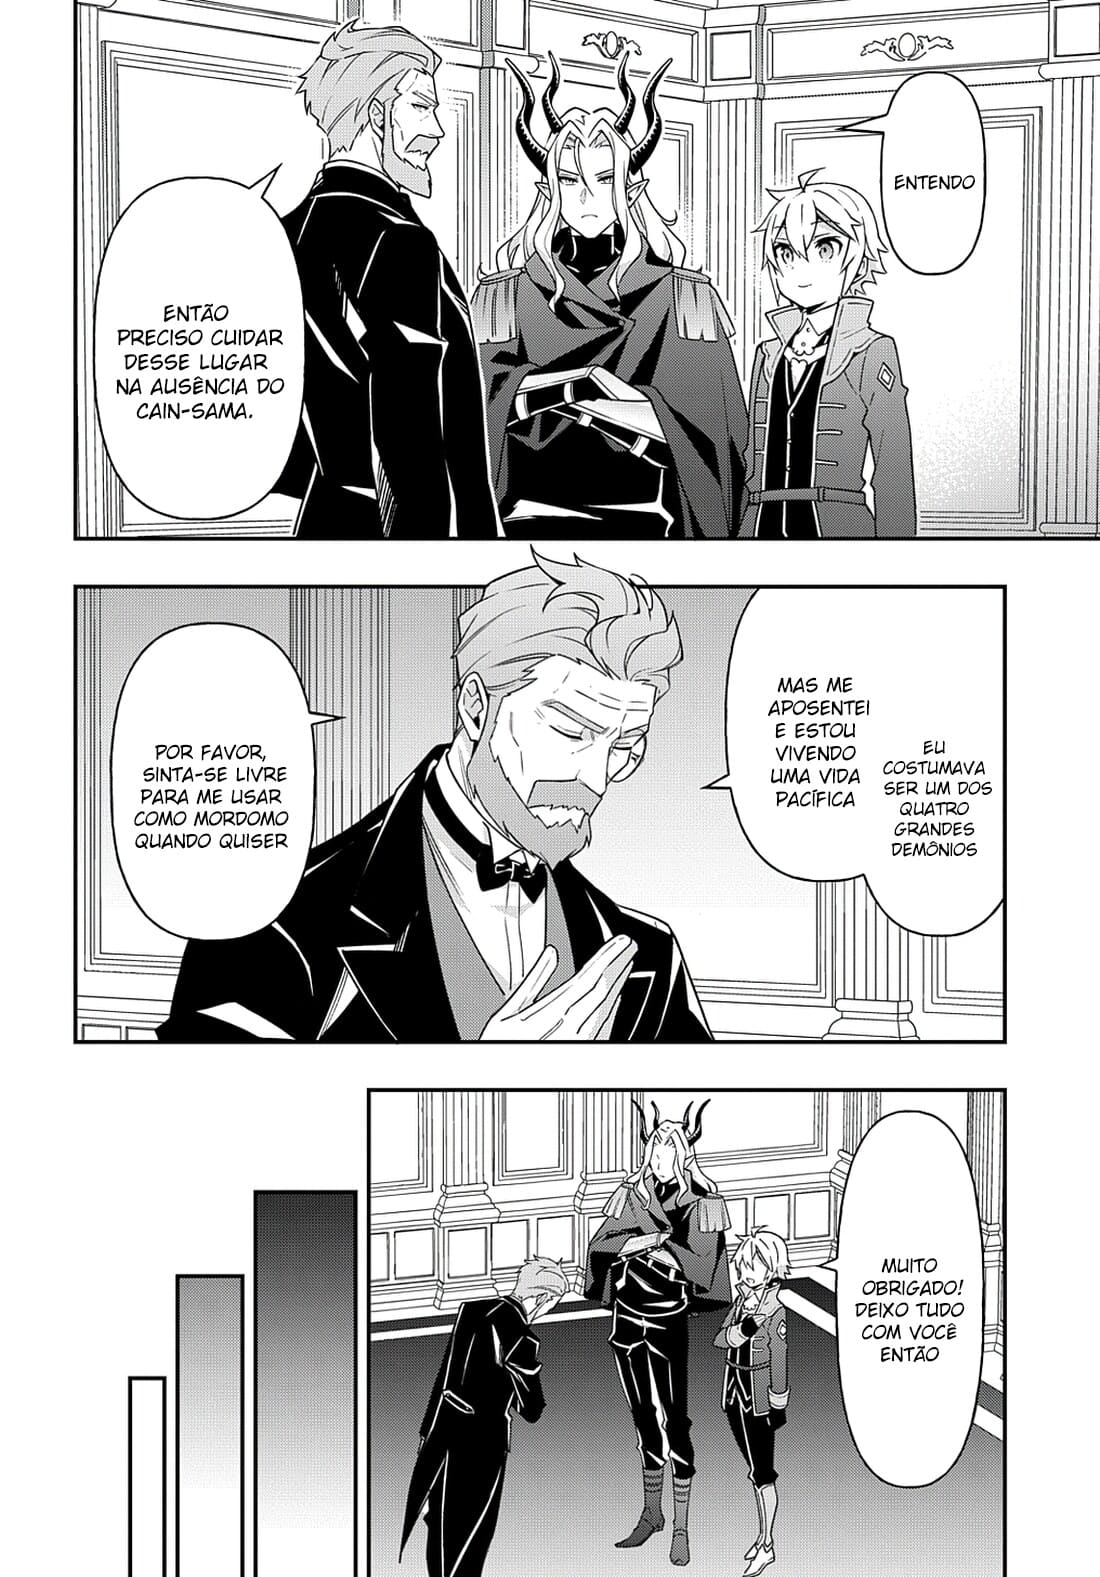 ENTENDO
ENTÃO
PRECISO CUIDAR
DESSE LUGAR
NA AUSÊNCIA DO
CAIN-SAMA.
EU
COSTUMAVA
SER UM DOS
QUATRO
GRANDES
DEMÔNIOS
MAS ME
APOSENTEI
E ESTOU
VIVENDO
UMA VIDA
PACÍFICA
POR FAVOR,
SINTA-SE LIVRE
PARA ME USAR
COMO MORDOMO
QUANDO QUISER
MUITO
OBRIGADO!
DEIXO TUDO
COM VOCÊ
ENTÃO